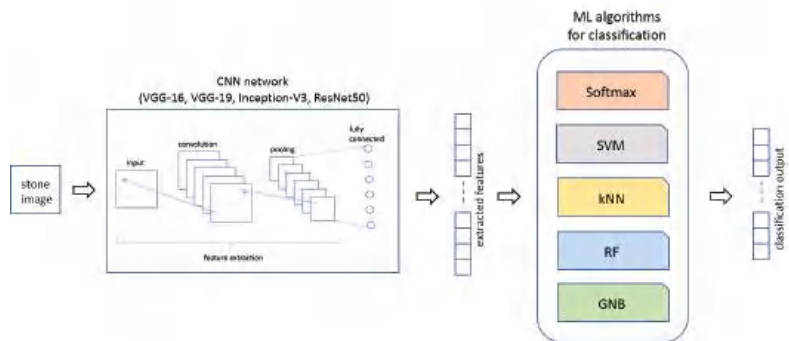 ML algorithms
for classification
CNN network
(VGG-16, VGG-19, Inception-V3, ResNet50)
stone
image
input
convolution
pooling
fully
connected
feature extraction
extracted features
Softmax
SVM
kNN
RF
GNB
classification output